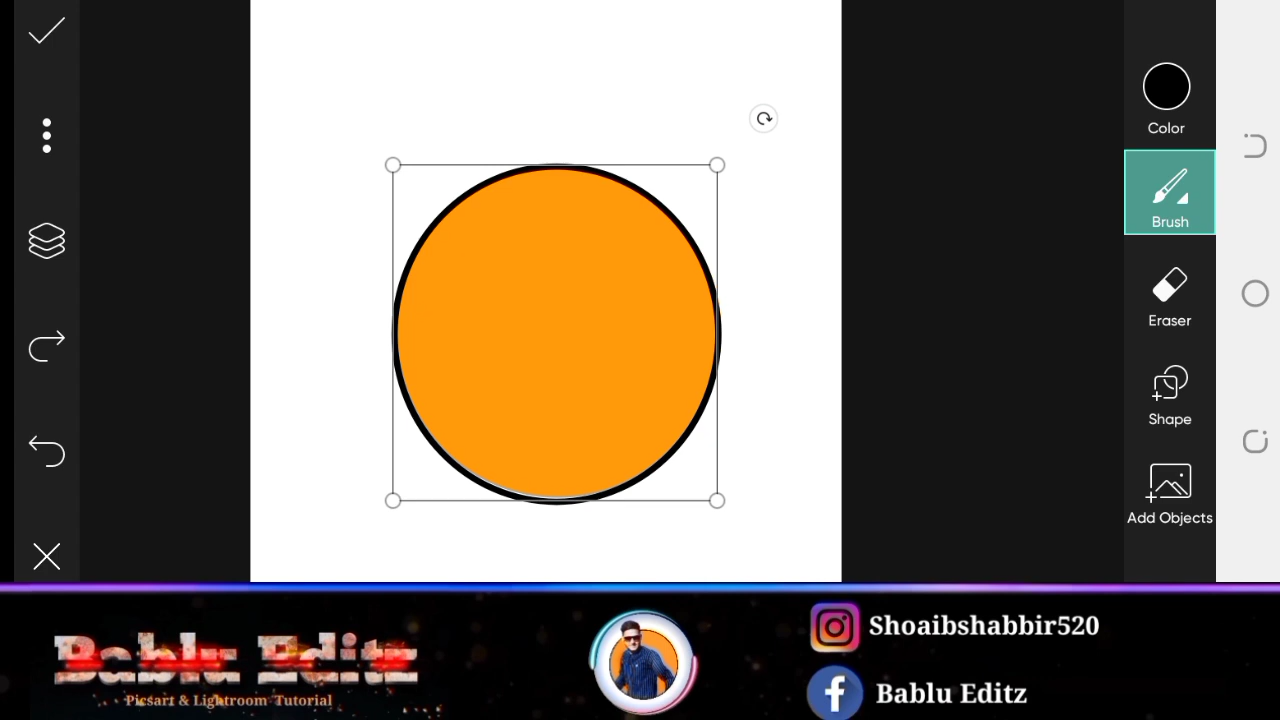 Color
Brush
Eraser
Shape
Add Objects
Bablu Editz
Picsart & Lightroom Tutorial
Shoaibshabbir520
Bablu Editz